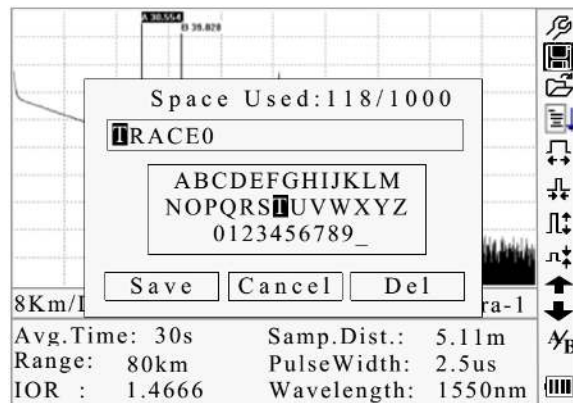 A 30.554
B 35.828
Space Used:118/1000
TRACE0
ABCDEFGHIJKLM
NOPQRSTUVWXYZ
0123456789_
Save Cancel Del
8Km/ ra-1
Avg.Time: 30s Samp.Dist.: 5.11m
Range: 80km PulseWidth: 2.5us
IOR : 1.4666 Wavelength: 1550nm
A/B